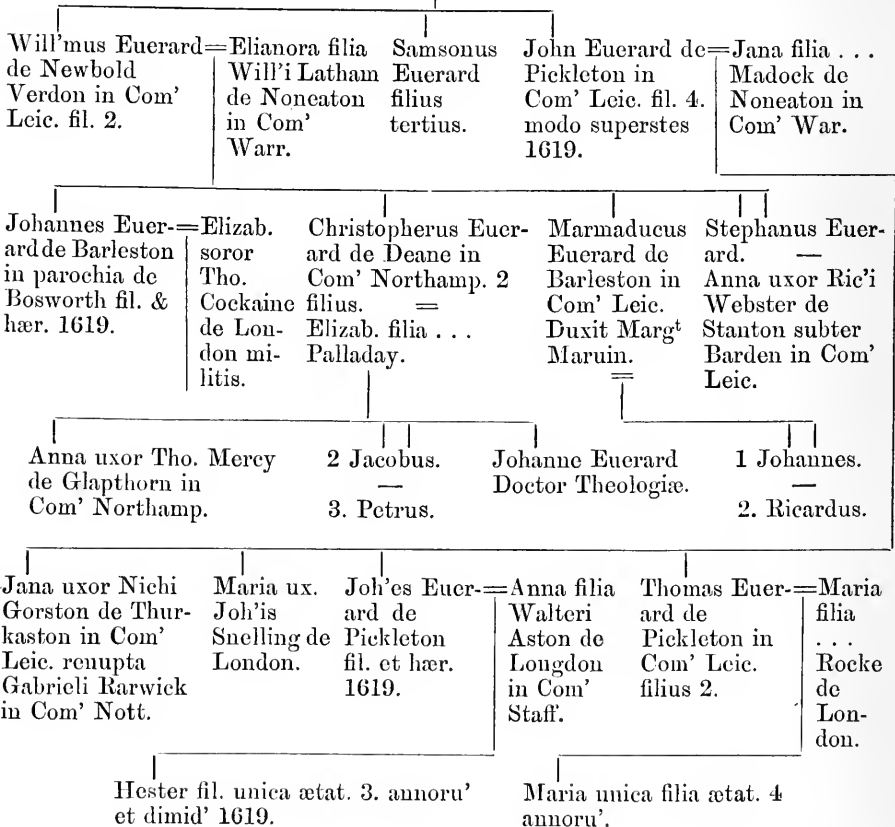 Will'mus Euerard=Elianora filia
de Newbold
Verdon in Com'
Leic. fil. 2.
Will'i Latham
de Noneaton
in Com'
Warr.
Samsonus
Euerard
filius
tertius.
John Euerard de=Jana filia . . .
Pickleton in
Com' Leic. fil. 4.
modo superstes
1619.
Madock de
Noneaton in
Com' War.
Johannes Euer-=Elizab.
ard de Barleston
in parochia de
Bosworth fil. &
hær. 1619.
soror
Tho.
Cockaine
de Lon-
don mi-
litis.
Christopherus Euer-
ard de Deane in
Com' Northamp. 2
filius. =
Elizab. filia . . .
Palladay.
Marmaducus
Euerard de
Barleston in
Com' Leic.
Duxit Margᵗ
Maruin.
=
Stephanus Euer-
ard. —
Anna uxor Ric'i
Webster de
Stanton subter
Barden in Com'
Leic.
Anna uxor Tho. Mercy
de Glapthorn in
Com' Northamp.
2 Jacobus.
—
3. Petrus.
Johanne Euerard
Doctor Theologiæ.
1 Johannes.
—
2. Ricardus.
Jana uxor Nichi
Gorston de Thur-
kaston in Com'
Leic. renupta
Gabrieli Rarwick
in Com' Nott.
Maria ux.
Joh'is
Snelling de
London.
Joh'es Euer-=Anna filia
ard de
Pickleton
fil. et hær.
1619.
Walteri
Aston de
Longdon
in Com'
Staff.
Thomas Euer-=Maria
ard de
Pickleton in
Com' Leic.
filius 2.
filia
. . .
Rocke
de
Lon-
don.
Hester fil. unica ætat. 3. annoru'
et dimid' 1619.
Maria unica filia ætat. 4
annoru'.